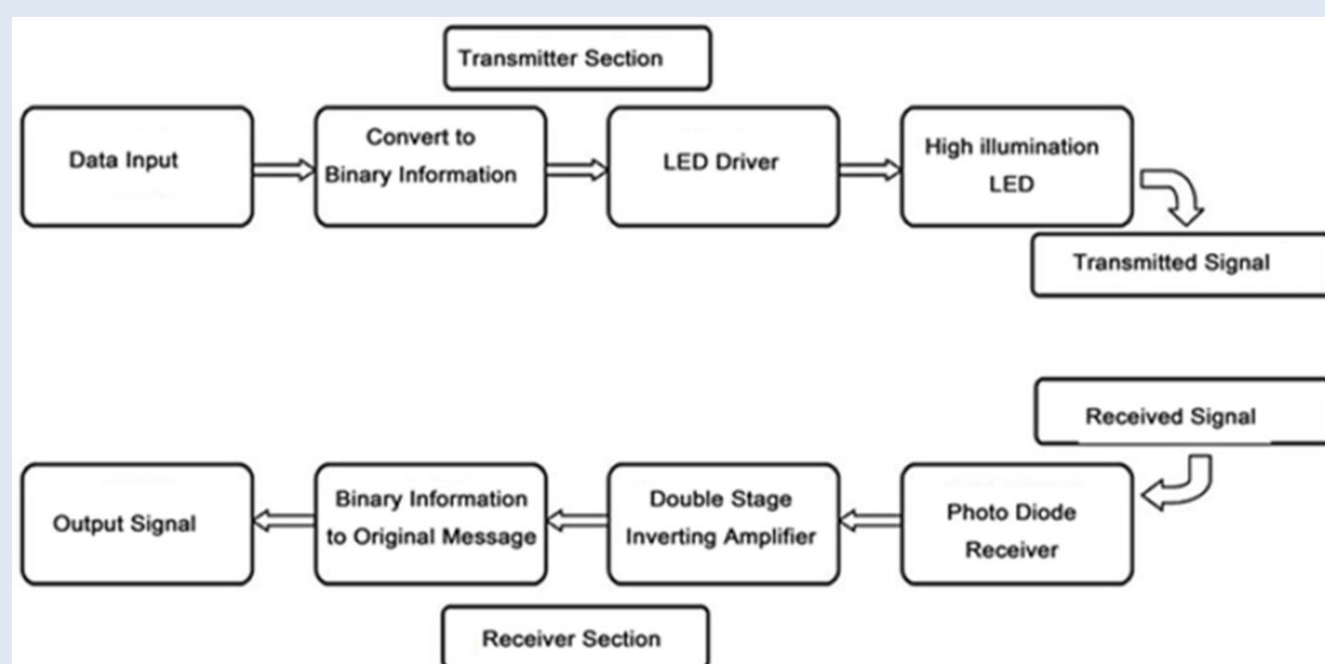 Transmitter Section
Data Input
Convert to
Binary Information
LED Driver
High illumination
LED
Transmitted Signal
Received Signal
Photo Diode
Receiver
Double Stage
Inverting Amplifier
Binary Information
to Original Message
Output Signal
Receiver Section